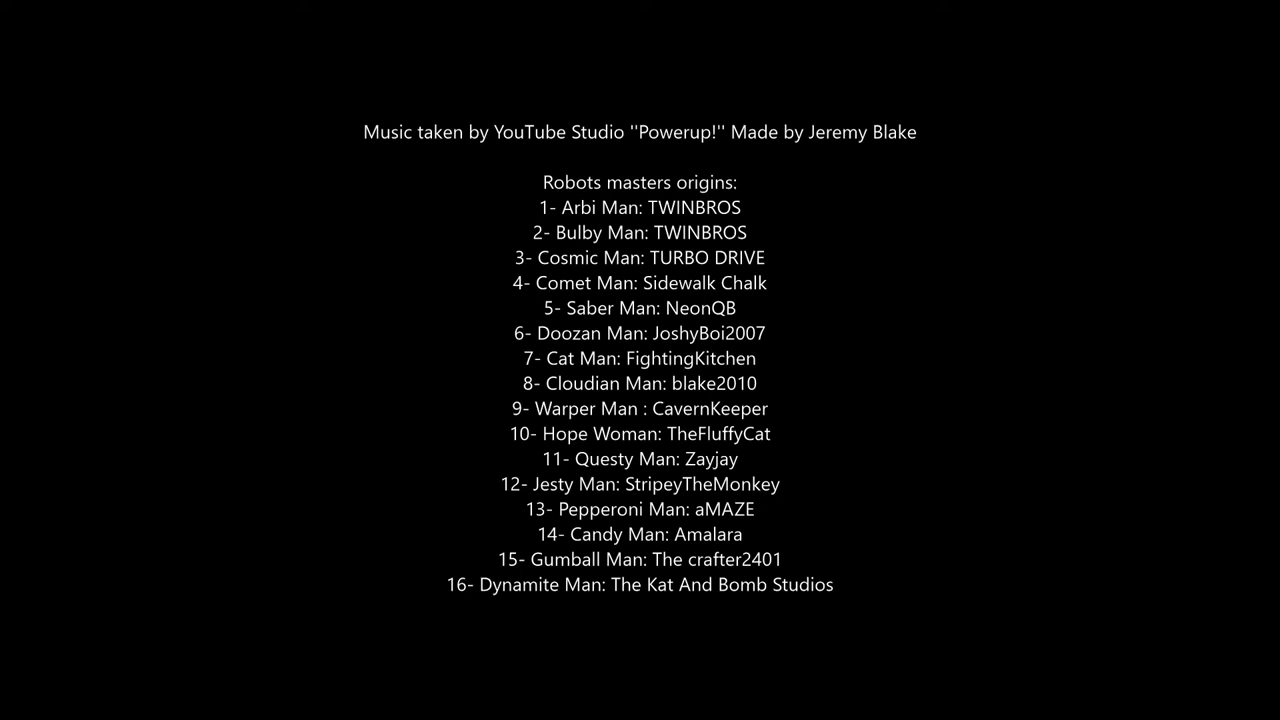 Music taken by YouTube Studio ''Powerup!'' Made by Jeremy Blake
Robots masters origins:
1- Arbi Man: TWINBROS
2- Bulby Man: TWINBROS
3- Cosmic Man: TURBO DRIVE
4- Comet Man: Sidewalk Chalk
5- Saber Man: NeonQB
6- Doozan Man: JoshyBoi2007
7- Cat Man: FightingKitchen
8- Cloudian Man: blake2010
9- Warper Man : CavernKeeper
10- Hope Woman: TheFluffyCat
11- Questy Man: Zayjay
12- Jesty Man: StripeyTheMonkey
13- Pepperoni Man: aMAZE
14- Candy Man: Amalara
15- Gumball Man: The crafter2401
16- Dynamite Man: The Kat And Bomb Studios